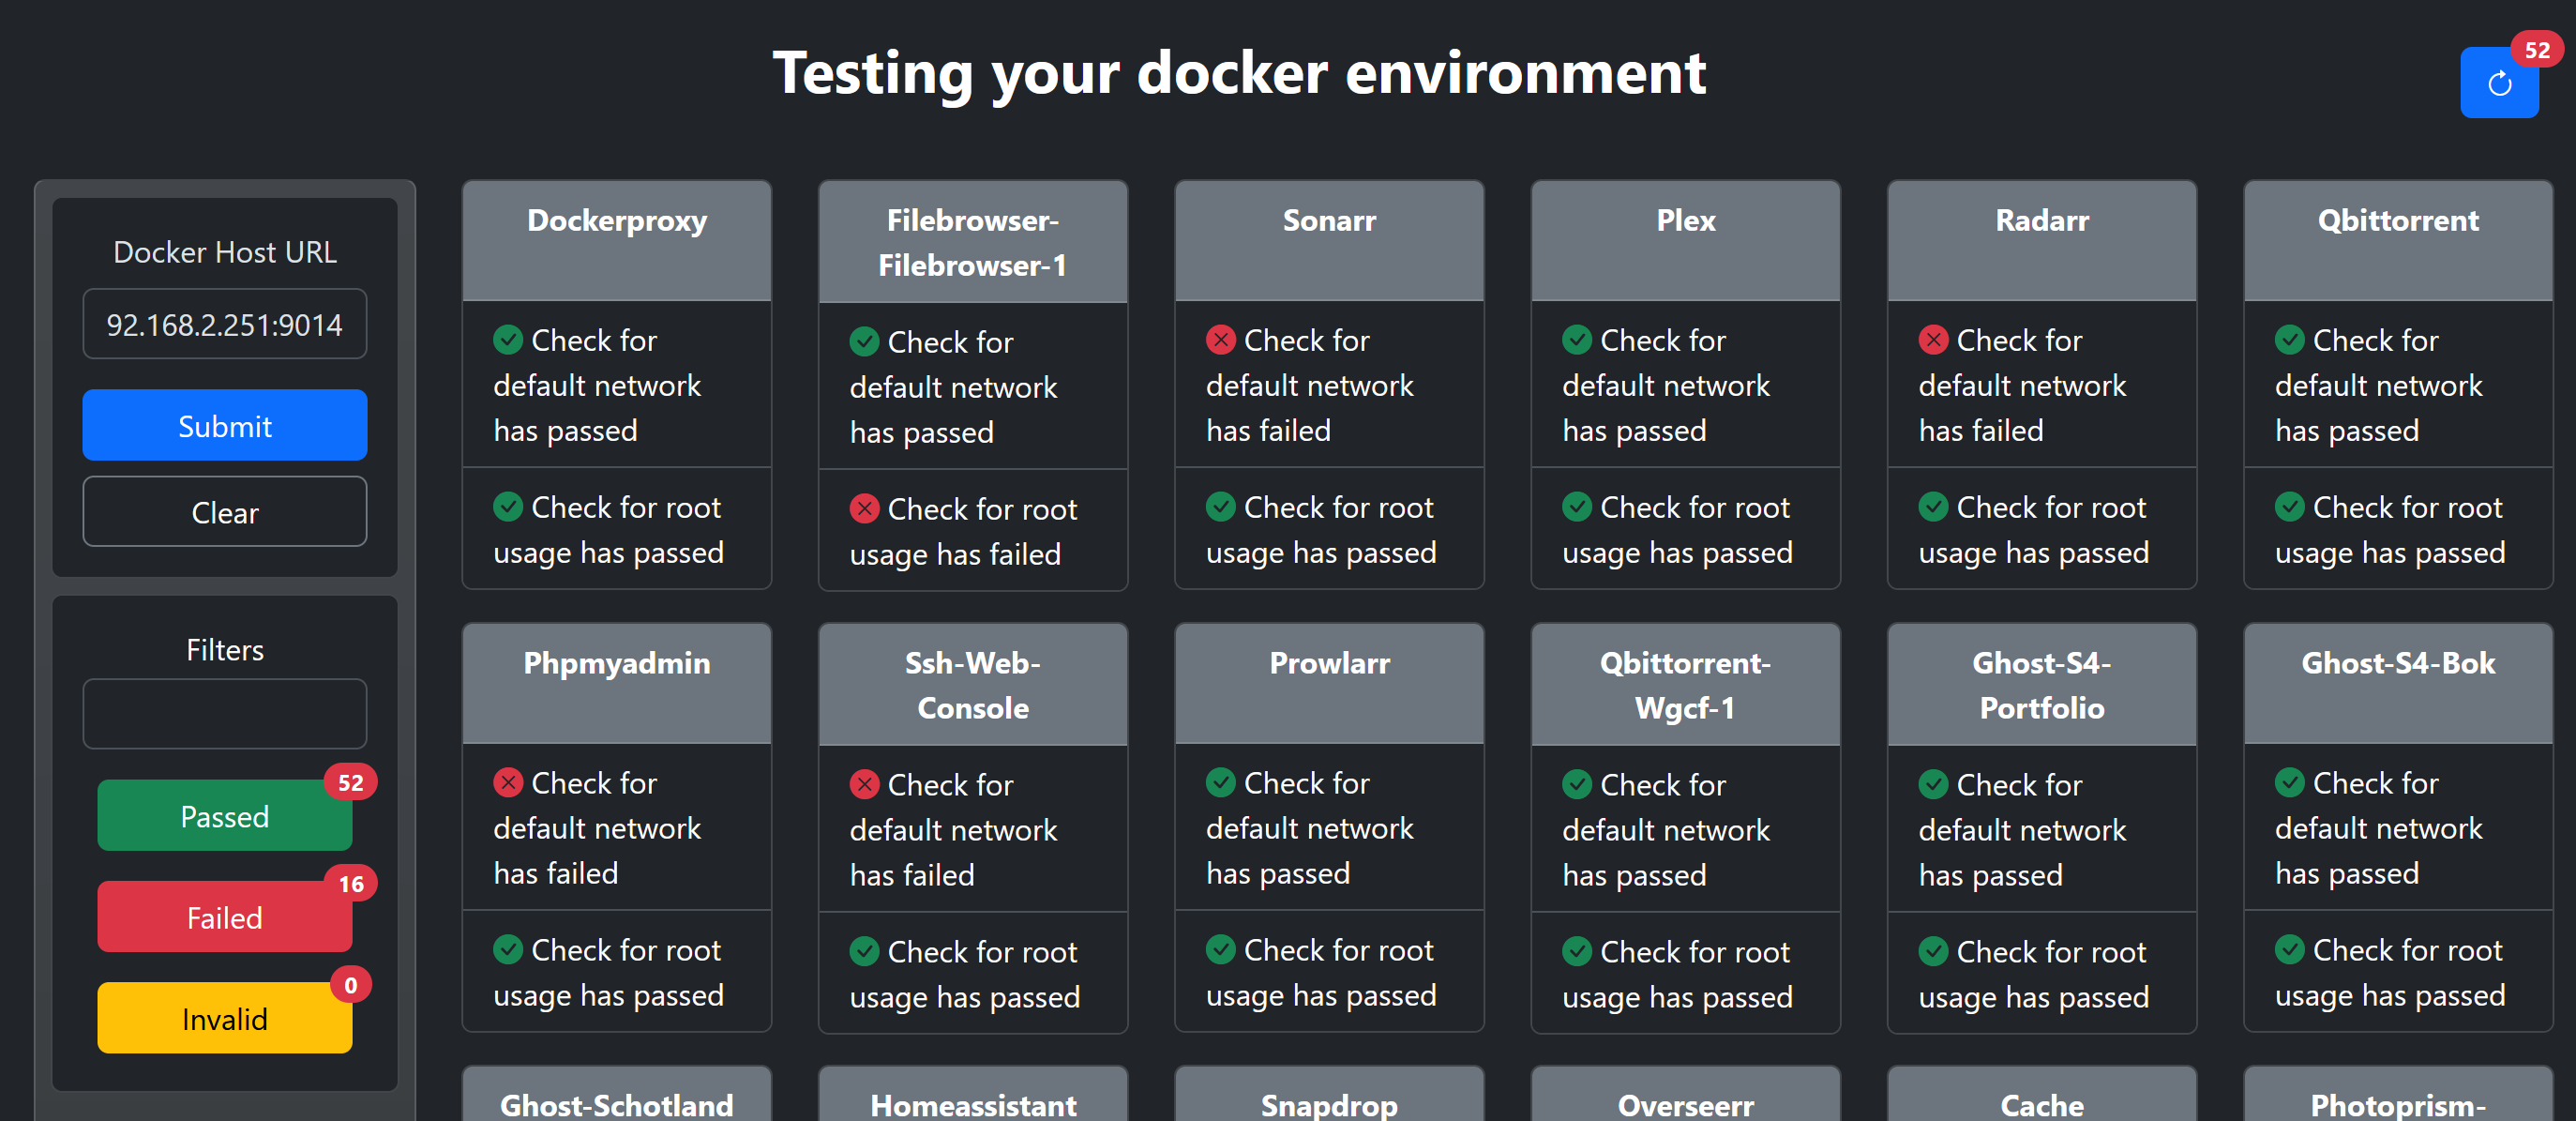 Testing your docker environment
52
Docker Host URL
92.168.2.251:9014
Submit
Clear
Filters
52
Passed
16
Failed
0
Invalid
Dockerproxy
Check for
default network
has passed
Check for root
usage has passed
Filebrowser-
Filebrowser-1
Check for
default network
has passed
Check for root
usage has failed
Sonarr
Check for
default network
has failed
Check for root
usage has passed
Plex
Check for
default network
has passed
Check for root
usage has passed
Radarr
Check for
default network
has failed
Check for root
usage has passed
Qbittorrent
Check for
default network
has passed
Check for root
usage has passed
Phpmyadmin
Check for
default network
has failed
Check for root
usage has passed
Ssh-Web-
Console
Check for
default network
has failed
Check for root
usage has passed
Prowlarr
Check for
default network
has passed
Check for root
usage has passed
Qbittorrent-
Wgcf-1
Check for
default network
has passed
Check for root
usage has passed
Ghost-S4-
Portfolio
Check for
default network
has passed
Check for root
usage has passed
Ghost-S4-Bok
Check for
default network
has passed
Check for root
usage has passed
Ghost-Schotland
Homeassistant
Snapdrop
Overseerr
Cache
Photoprism-